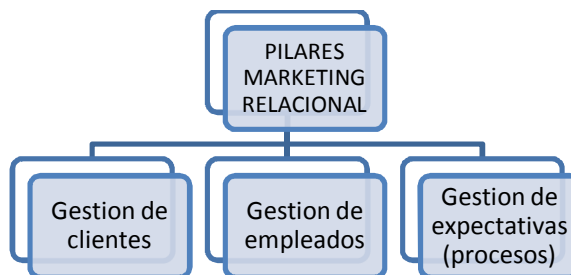 PILARES
MARKETING
RELACIONAL
Gestion de
clientes
Gestion de
empleados
Gestion de
expectativas
(procesos)